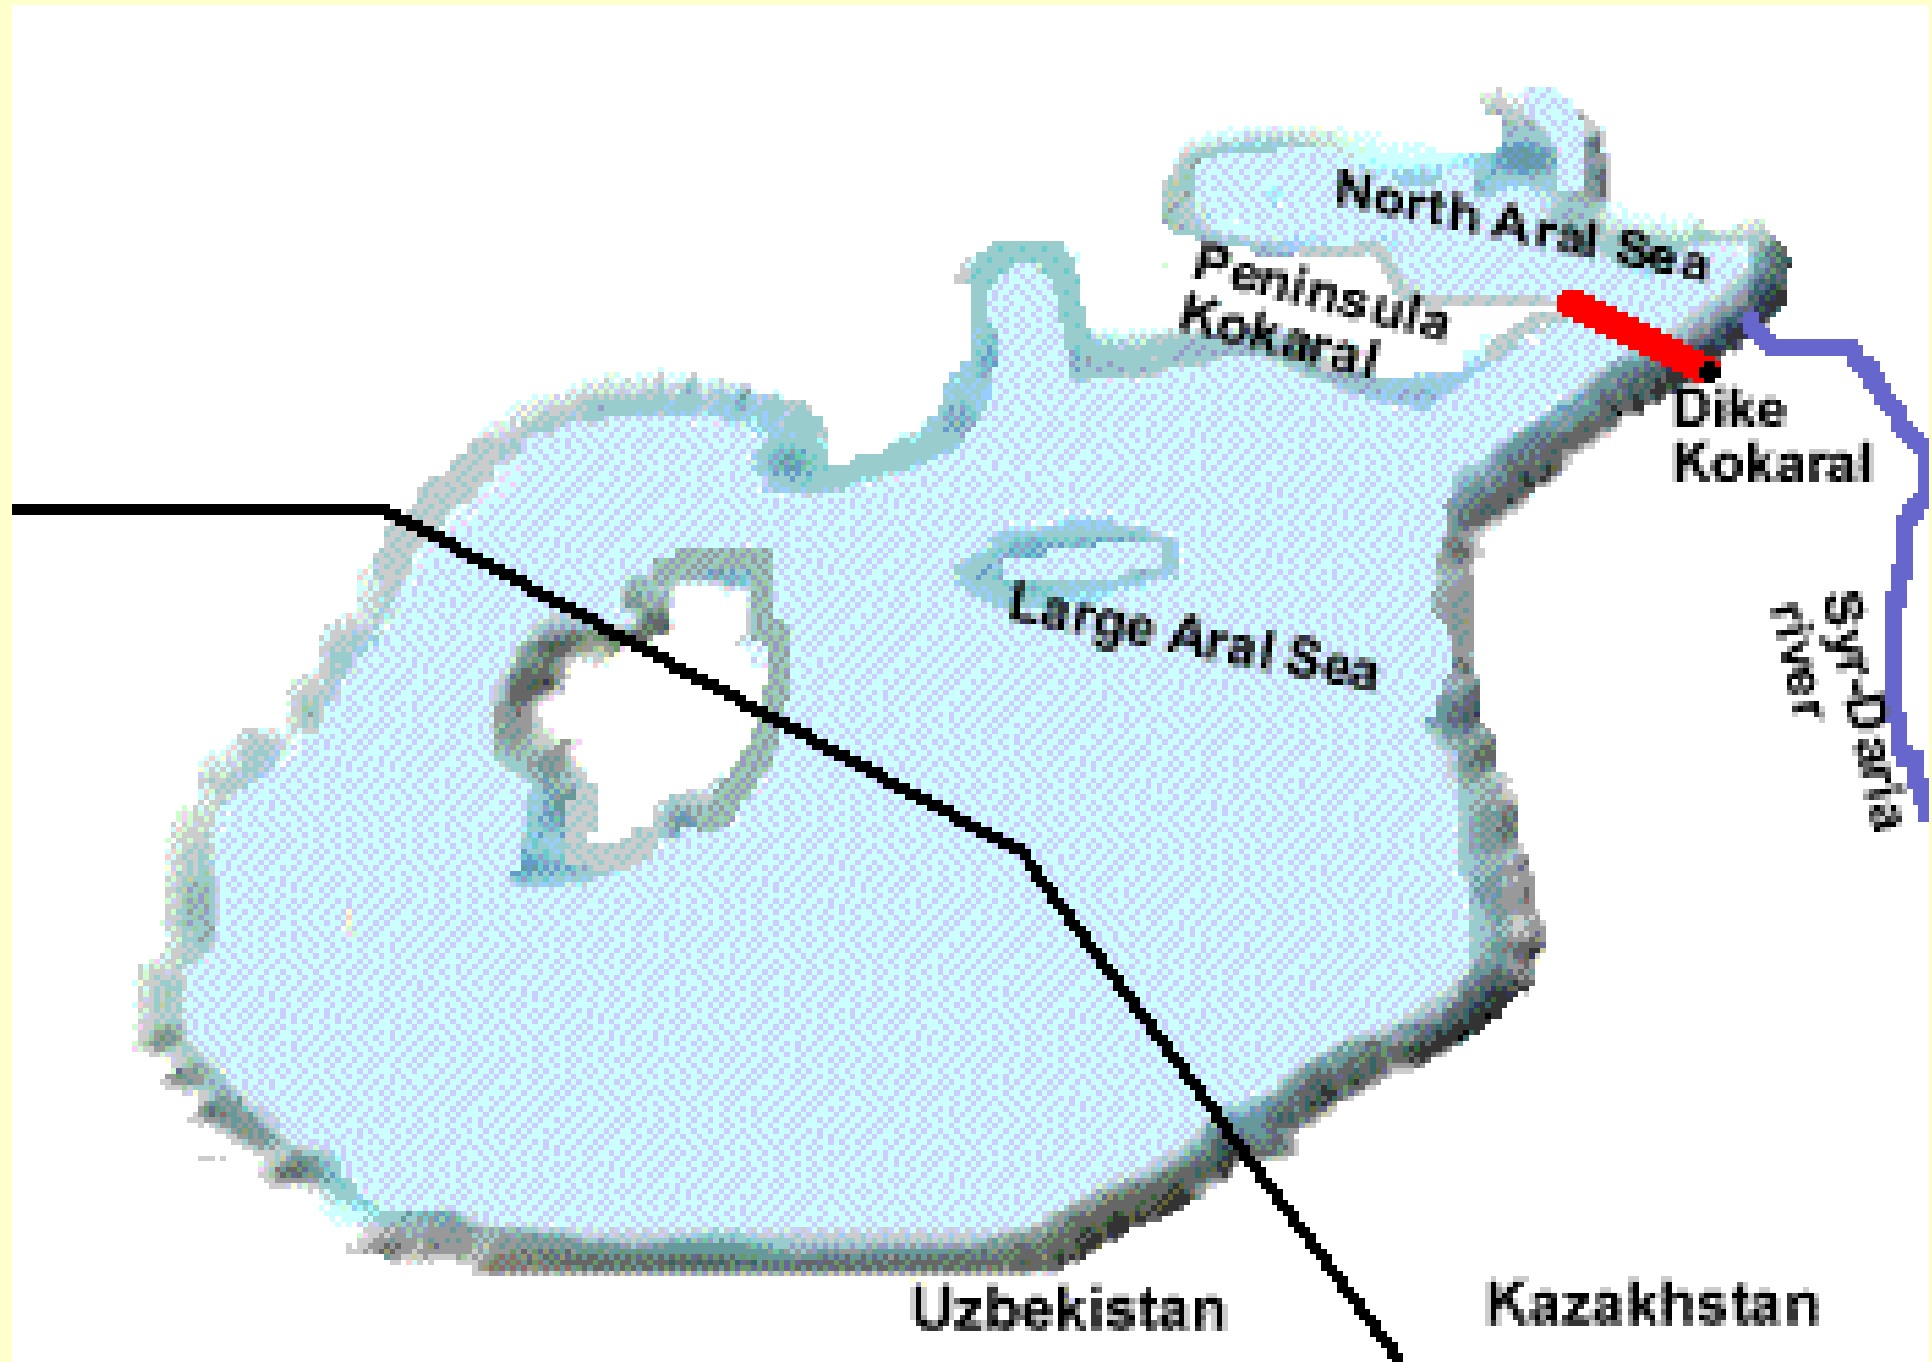 North Aral Sea
Peninsula
Kokaral
Dike
Kokaral
Large Aral Sea
Syr-Daria
river
Uzbekistan
Kazakhstan